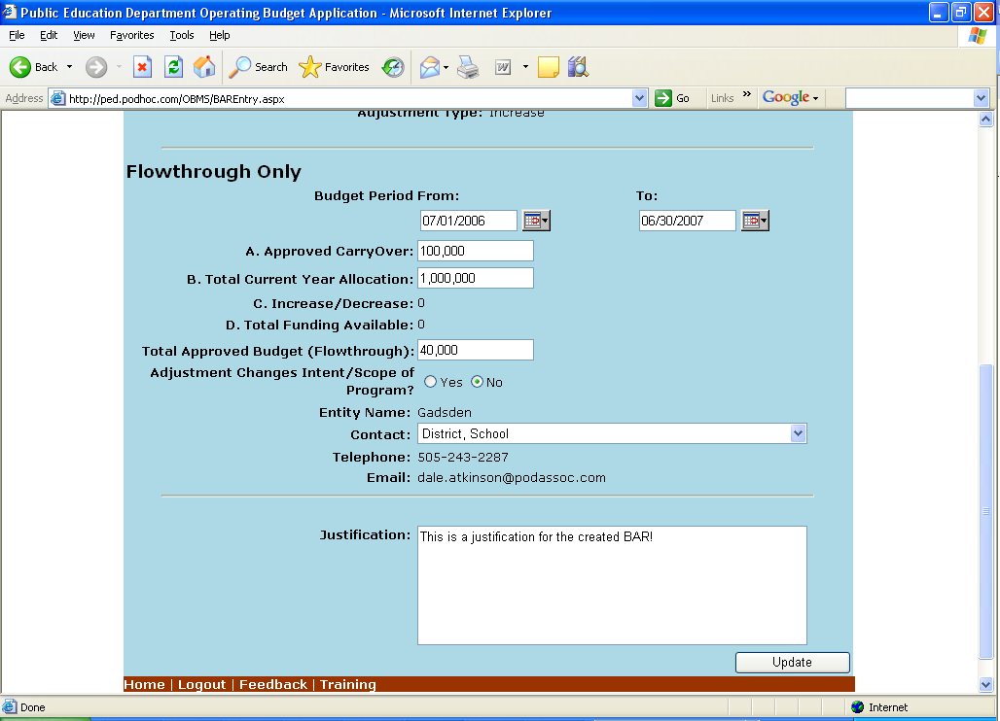 Public Education Department Operating Budget Application - Microsoft Internet Explorer
File Edit View Favorites Tools Help
Back Search Favorites W
Address http://ped.podhoc.com/OBMS/BAREntry.aspx Go Links » Google
Adjustment Type: Increase
Flowthrough Only
Budget Period From: To:
07/01/2006 06/30/2007
A. Approved CarryOver: 100,000
B. Total Current Year Allocation: 1,000,000
C. Increase/Decrease: 0
D. Total Funding Available: 0
Total Approved Budget (Flowthrough): 40,000
Adjustment Changes Intent/Scope of
Program? Yes No
Entity Name: Gadsden
Contact: District, School
Telephone: 505-243-2287
Email: dale.atkinson@podassoc.com
Justification: This is a justification for the created BAR!
Update
Home | Logout | Feedback | Training
Done Internet